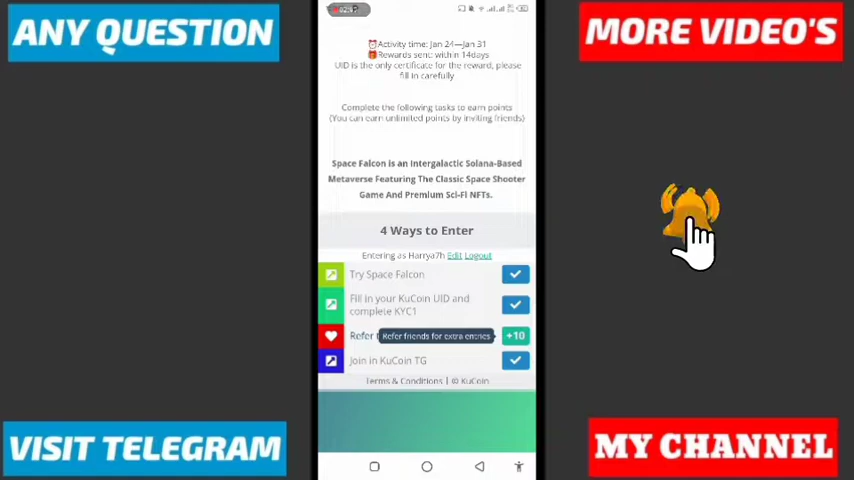 ANY QUESTION
MORE VIDEO'S
⏰Activity time: Jan 24—Jan 31
🎁Rewards sent: within 14days
UID is the only certificate for the reward, please
fill in carefully
Complete the following tasks to earn points
(You can earn unlimited points by inviting friends)
Space Falcon is an Intergalactic Solana-Based
Metaverse Featuring The Classic Space Shooter
Game And Premium Sci-Fi NFTs.
4 Ways to Enter
Entering as Harrya7h Edit Logout
Try Space Falcon
Fill in your KuCoin UID and
complete KYC1
Refer Refer friends for extra entries +10
Join in KuCoin TG
Terms & Conditions | © KuCoin
VISIT TELEGRAM
MY CHANNEL